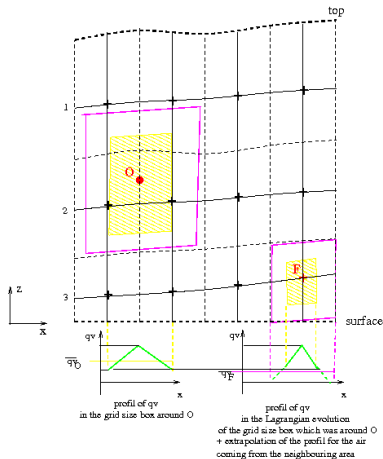 top
1
O
2
F
z
3
x
surface
qv
qv
qvO
qvF
x
x
profil of qv
in the grid size box around O
profil of qv
in the Lagrangian evolution
of the grid size box which was around O
+ extrapolation of the profil for the air
coming from the neighbouring area